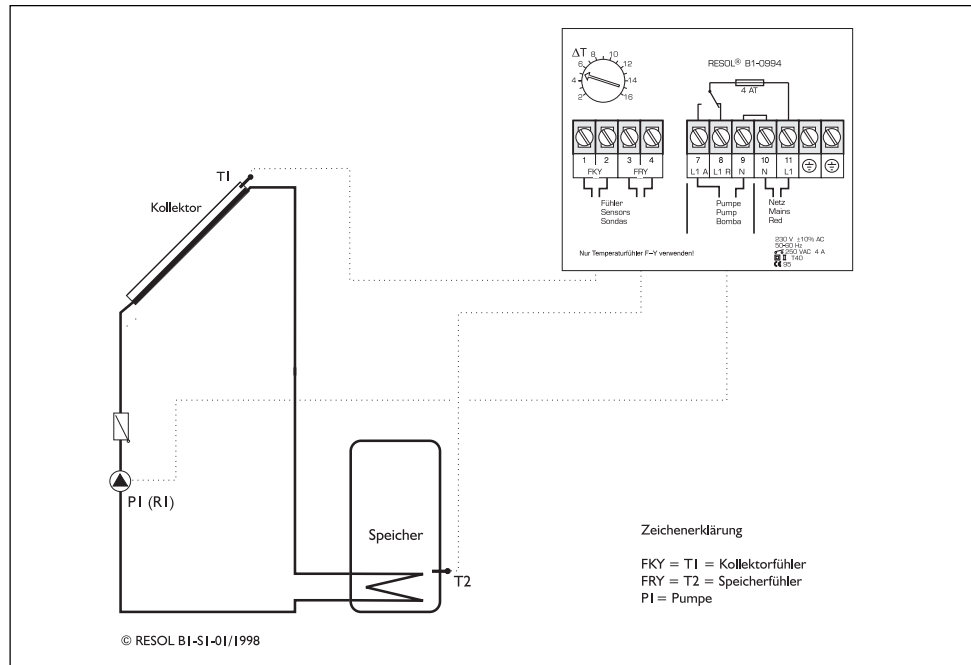 ΔT
2 4 6 8 10 12 14 16
RESOL® B1-0994
4 AT
1 2 3 4
FKY FRY
7 8 9 10 11
L1 A L1 R N N L1
Fühler
Sensors
Sondas
Pumpe
Pump
Bomba
Netz
Mains
Red
Nur Temperaturfühler F-Y verwenden!
230 V ±10% AC
50-60 Hz
250 VAC 4 A
T40
CE 95
T1
Kollektor
P1 (R1)
Speicher
T2
Zeichenerklärung
FKY = T1 = Kollektorfühler
FRY = T2 = Speicherfühler
P1 = Pumpe
© RESOL B1-S1-01/1998